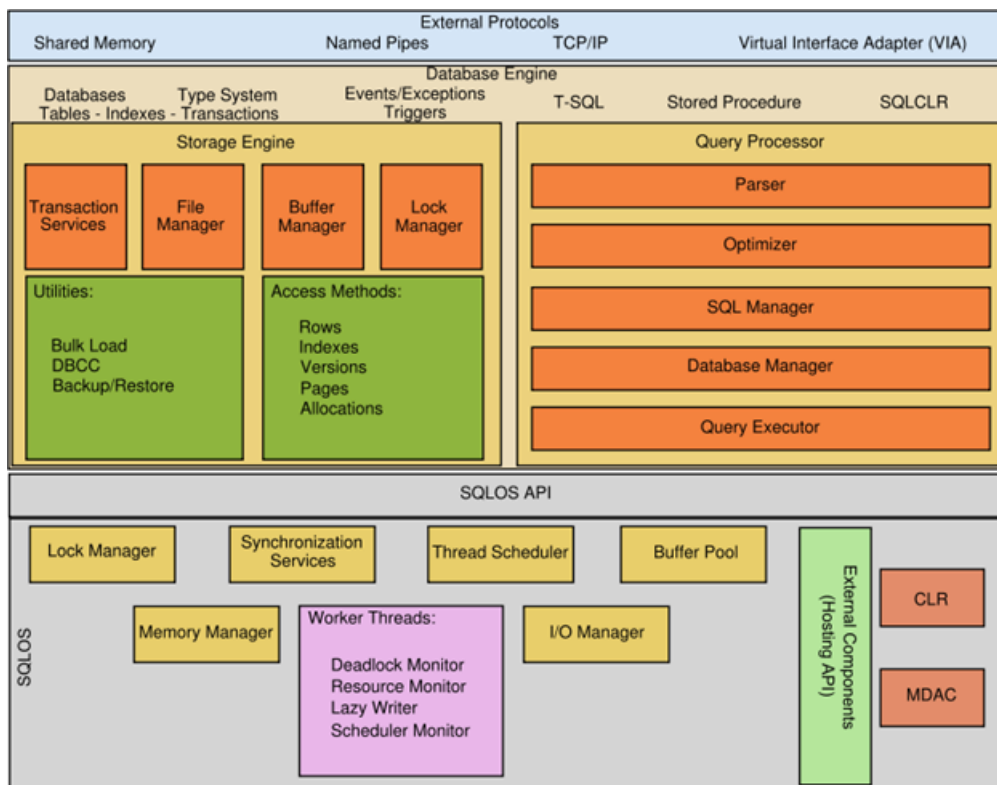 External Protocols
Shared Memory
Named Pipes
TCP/IP
Virtual Interface Adapter (VIA)
Database Engine
Databases
Type System
Tables - Indexes - Transactions
Events/Exceptions
Triggers
T-SQL
Stored Procedure
SQLCLR
Storage Engine
Transaction
Services
File
Manager
Buffer
Manager
Lock
Manager
Utilities:
Bulk Load
DBCC
Backup/Restore
Access Methods:
Rows
Indexes
Versions
Pages
Allocations
Query Processor
Parser
Optimizer
SQL Manager
Database Manager
Query Executor
SQLOS API
SQLOS
Lock Manager
Synchronization
Services
Thread Scheduler
Buffer Pool
Memory Manager
Worker Threads:
Deadlock Monitor
Resource Monitor
Lazy Writer
Scheduler Monitor
I/O Manager
External Components
(Hosting API)
CLR
MDAC